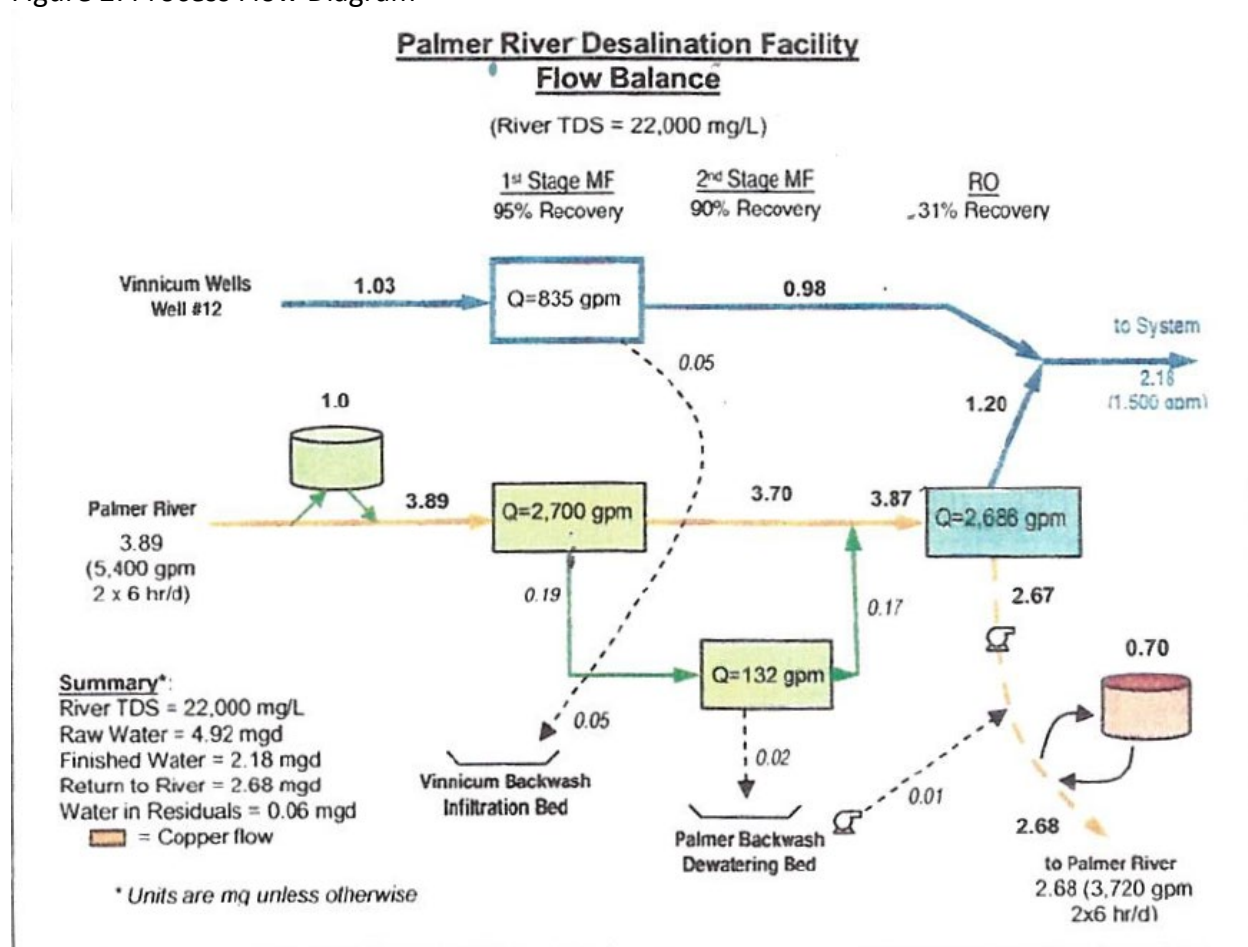 Palmer River Desalination Facility
Flow Balance
(River TDS = 22,000 mg/L)
1st Stage MF
95% Recovery
2nd Stage MF
90% Recovery
RO
31% Recovery
Vinnicum Wells
Well #12
1.03
Q=835 gpm
0.98
to System
2.18
(1,500 gpm)
0.05
1.20
1.0
Palmer River
3.89
(5,400 gpm
2 x 6 hr/d)
3.89
Q=2,700 gpm
3.70
3.87
Q=2,686 gpm
0.19
0.17
2.67
Q=132 gpm
0.70
0.05
0.02
0.01
2.68
Vinnicum Backwash
Infiltration Bed
Palmer Backwash
Dewatering Bed
to Palmer River
2.68 (3,720 gpm
2x6 hr/d)
Summary*:
River TDS = 22,000 mg/L
Raw Water = 4.92 mgd
Finished Water = 2.18 mgd
Return to River = 2.68 mgd
Water in Residuals = 0.06 mgd
= Copper flow
* Units are mg unless otherwise